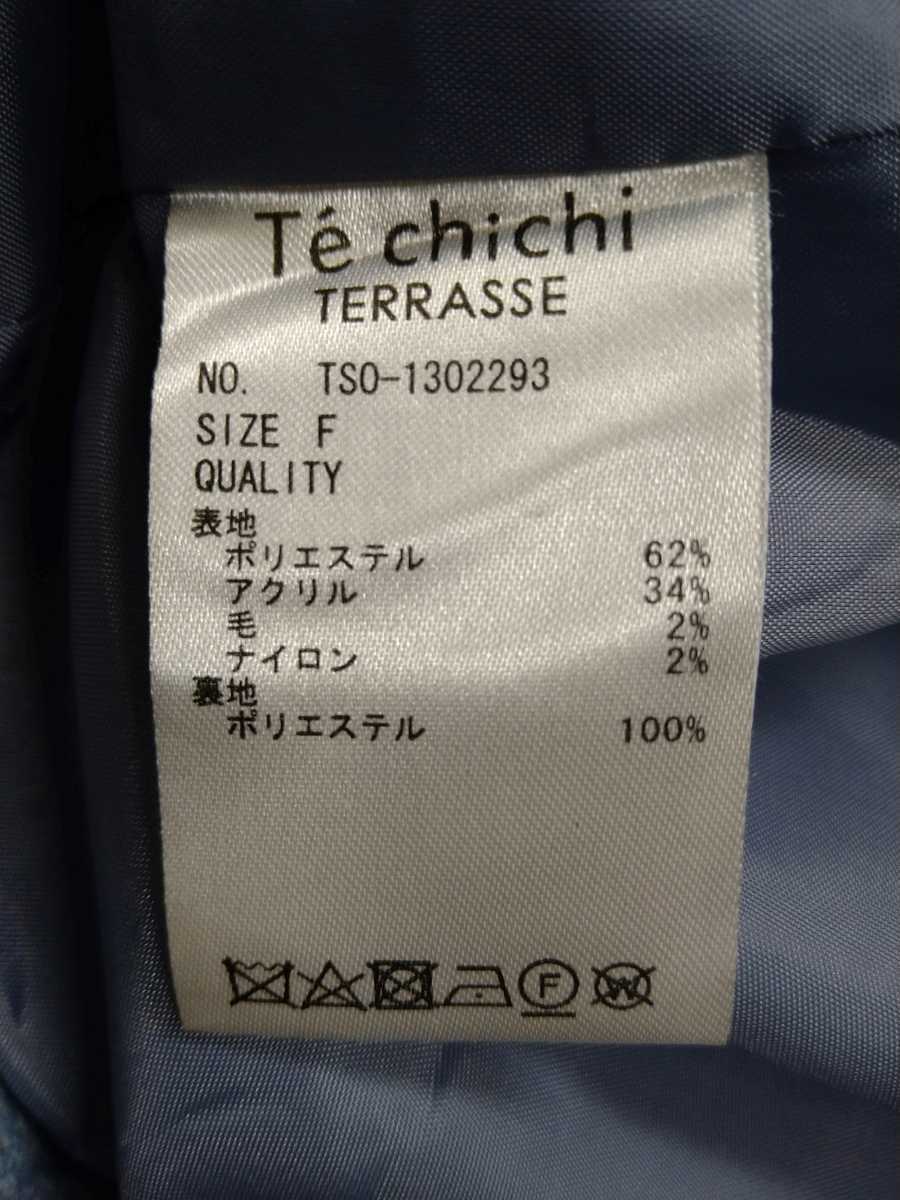 Té chichi
TERRASSE
NO. TSO-1302293
SIZE F
QUALITY
表地
ポリエステル 62%
アクリル 34%
毛 2%
ナイロン 2%
裏地
ポリエステル 100%
F W